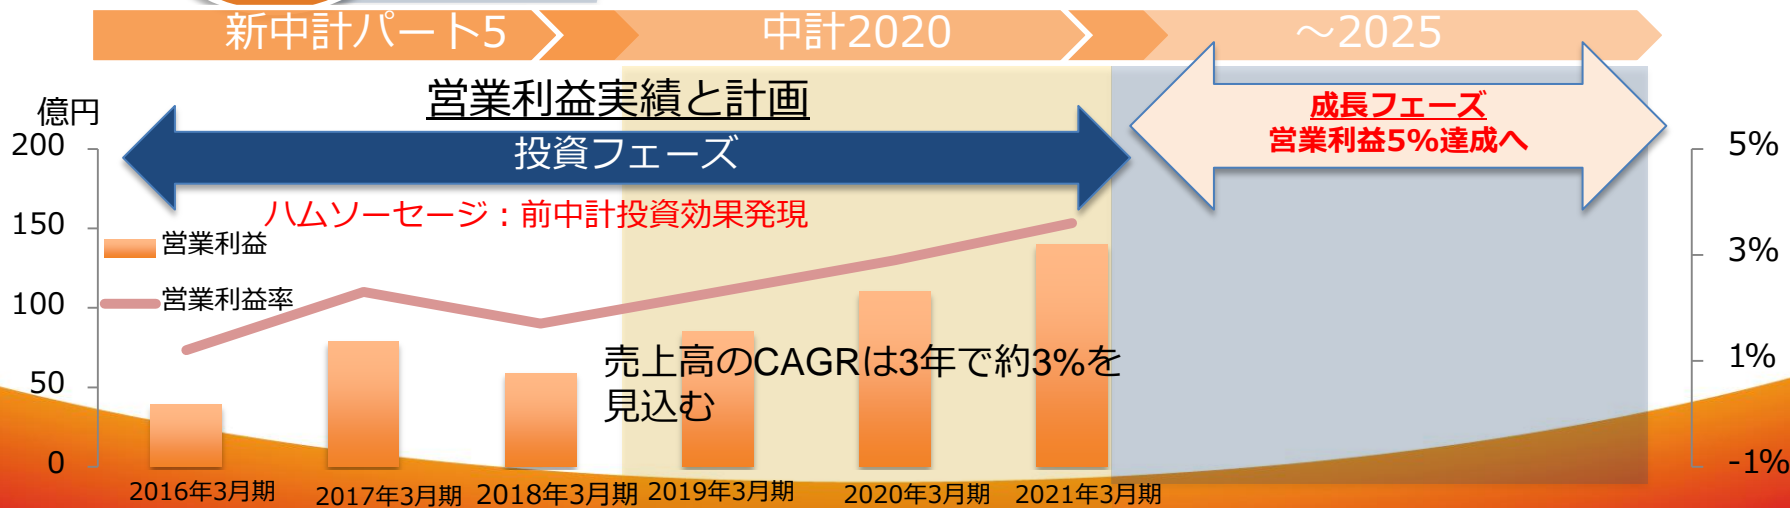 新中計パート5
中計2020
～2025
営業利益実績と計画
投資フェーズ
成長フェーズ
営業利益5%達成へ
ハムソーセージ：前中計投資効果発現
億円
200
150
100
50
0
営業利益
営業利益率
売上高のCAGRは3年で約3%を
見込む
5%
3%
1%
-1%
2016年3月期
2017年3月期
2018年3月期
2019年3月期
2020年3月期
2021年3月期